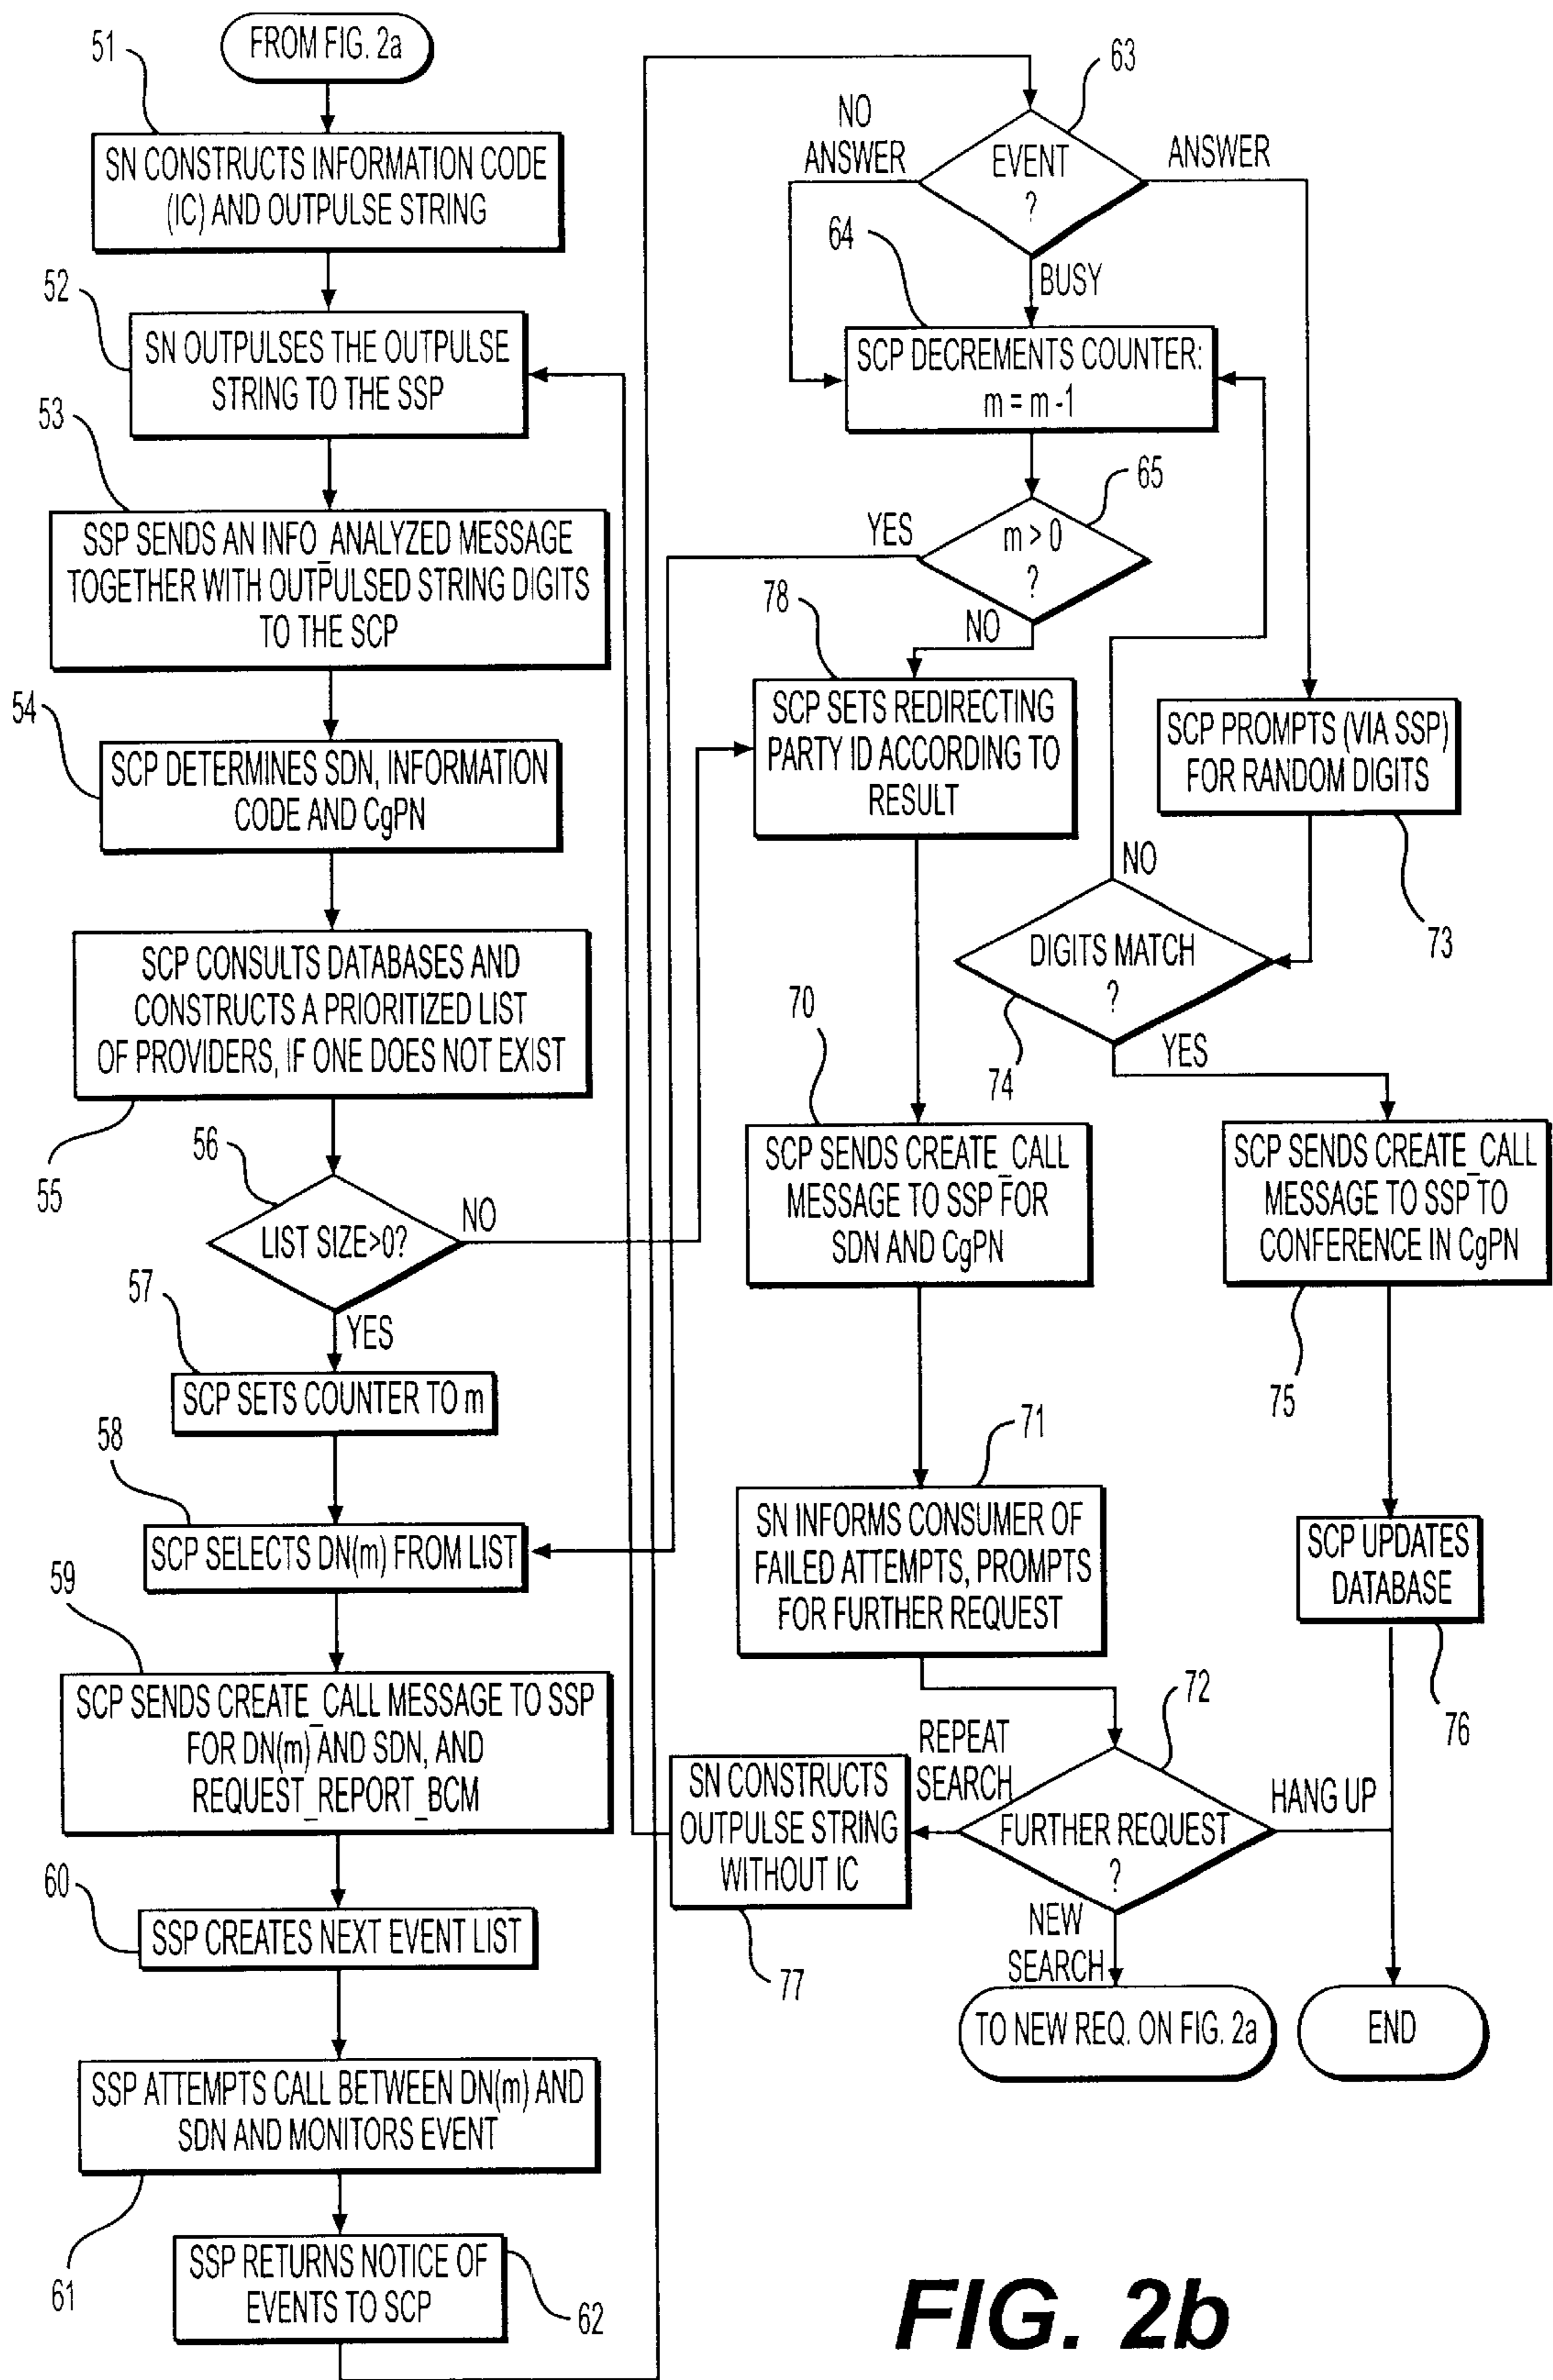 FROM FIG. 2a
51
SN CONSTRUCTS INFORMATION CODE
(IC) AND OUTPULSE STRING
52
SN OUTPULSES THE OUTPULSE
STRING TO THE SSP
53
SSP SENDS AN INFO_ANALYZED MESSAGE
TOGETHER WITH OUTPULSED STRING DIGITS
TO THE SCP
54
SCP DETERMINES SDN, INFORMATION
CODE AND CgPN
SCP CONSULTS DATABASES AND
CONSTRUCTS A PRIORITIZED LIST
OF PROVIDERS, IF ONE DOES NOT EXIST
55
56
LIST SIZE>0?
NO
YES
57
SCP SETS COUNTER TO m
58
SCP SELECTS DN(m) FROM LIST
59
SCP SENDS CREATE_CALL MESSAGE TO SSP
FOR DN(m) AND SDN, AND
REQUEST_REPORT_BCM
60
SSP CREATES NEXT EVENT LIST
SSP ATTEMPTS CALL BETWEEN DN(m) AND
SDN AND MONITORS EVENT
61
SSP RETURNS NOTICE OF
EVENTS TO SCP
62
63
EVENT
?
NO
ANSWER
ANSWER
BUSY
64
SCP DECREMENTS COUNTER:
m = m -1
65
m > 0
?
YES
NO
78
SCP SETS REDIRECTING
PARTY ID ACCORDING TO
RESULT
SCP PROMPTS (VIA SSP)
FOR RANDOM DIGITS
73
NO
DIGITS MATCH
?
74
YES
70
SCP SENDS CREATE_CALL
MESSAGE TO SSP FOR
SDN AND CgPN
SCP SENDS CREATE_CALL
MESSAGE TO SSP TO
CONFERENCE IN CgPN
75
71
SN INFORMS CONSUMER OF
FAILED ATTEMPTS, PROMPTS
FOR FURTHER REQUEST
SCP UPDATES
DATABASE
76
72
REPEAT
SEARCH
FURTHER REQUEST
?
HANG UP
SN CONSTRUCTS
OUTPULSE STRING
WITHOUT IC
77
NEW
SEARCH
TO NEW REQ. ON FIG. 2a
END
FIG. 2b